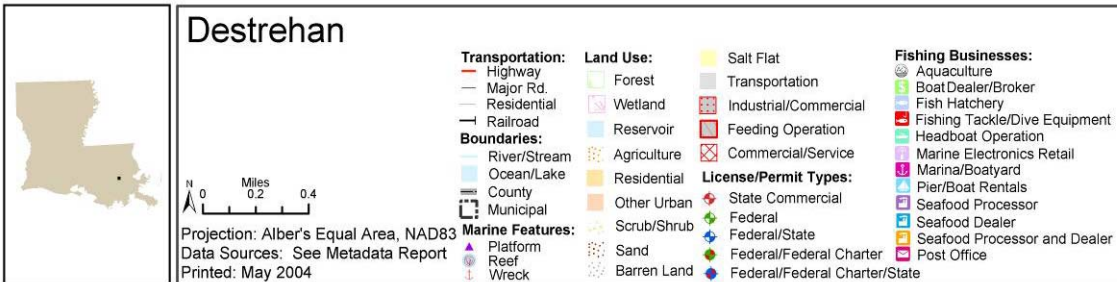 Destrehan
N
Miles
0 0.2 0.4
Projection: Alber's Equal Area, NAD83
Data Sources: See Metadata Report
Printed: May 2004
Transportation:
Highway
Major Rd.
Residential
Railroad
Boundaries:
River/Stream
Ocean/Lake
County
Municipal
Marine Features:
Platform
Reef
Wreck
Land Use:
Forest
Wetland
Reservoir
Agriculture
Residential
Other Urban
Scrub/Shrub
Sand
Barren Land
Salt Flat
Transportation
Industrial/Commercial
Feeding Operation
Commercial/Service
License/Permit Types:
State Commercial
Federal
Federal/State
Federal/Federal Charter
Federal/Federal Charter/State
Fishing Businesses:
Aquaculture
Boat Dealer/Broker
Fish Hatchery
Fishing Tackle/Dive Equipment
Headboat Operation
Marine Electronics Retail
Marina/Boatyard
Pier/Boat Rentals
Seafood Processor
Seafood Dealer
Seafood Processor and Dealer
Post Office